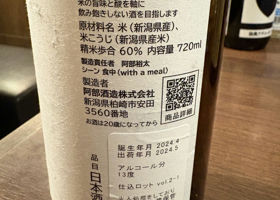 米の旨味と酸を軸に
飲み飽きしない酒を目指します
原材料名 米(新潟県産)、
米こうじ(新潟県産米)
精米歩合 60% 内容量 720ml
製造責任者 阿部裕太
シーン 食中(with a meal)
製造者
阿部酒造株式会社
新潟県柏崎市安田
3560番地
お酒は20歳になってから
誕生年月 2024.4
出荷年月 2024.5
アルコール分
13度
仕込ロット vol.2-1
品目 日本酒